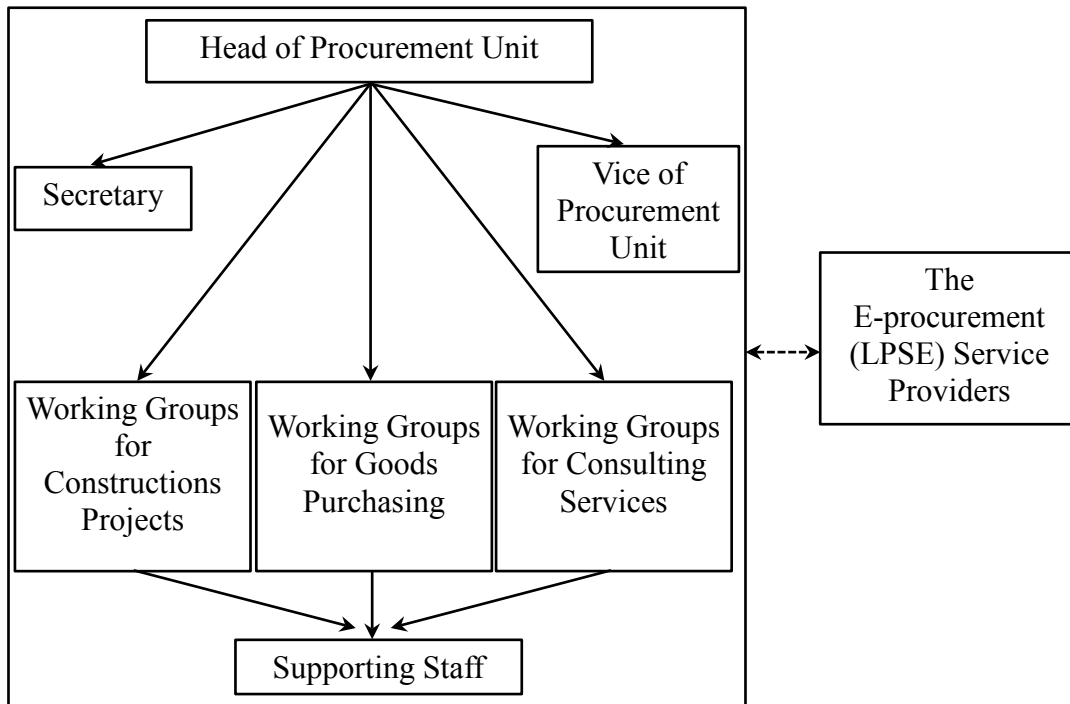 Head of Procurement Unit
Secretary
Vice of
Procurement
Unit
The
E-procurement
(LPSE) Service
Providers
Working Groups
for
Constructions
Projects
Working Groups
for Goods
Purchasing
Working Groups
for Consulting
Services
Supporting Staff